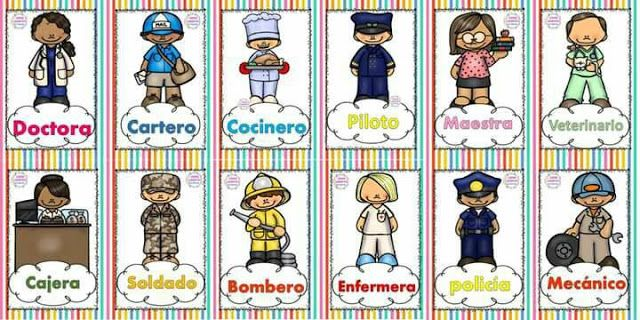 Doctora
MAIL
Cartero
Cocinero
Piloto
Maestra
Veterinario
Cajera
Soldado
Bombero
Enfermera
policía
Mecánico